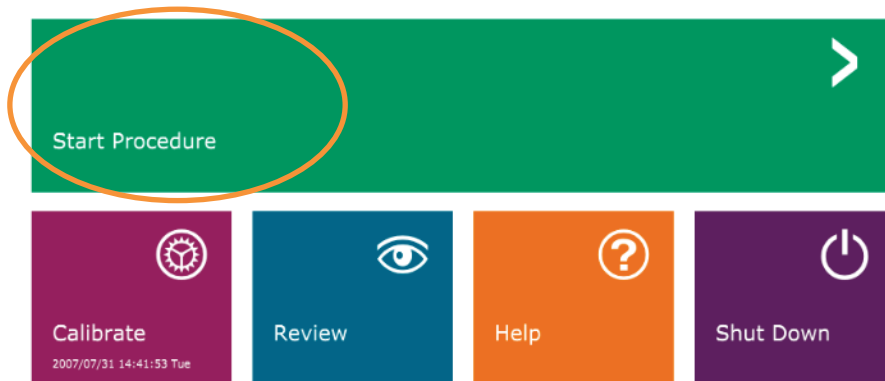 Start Procedure
Calibrate
2007/07/31 14:41:53 Tue
Review
Help
Shut Down